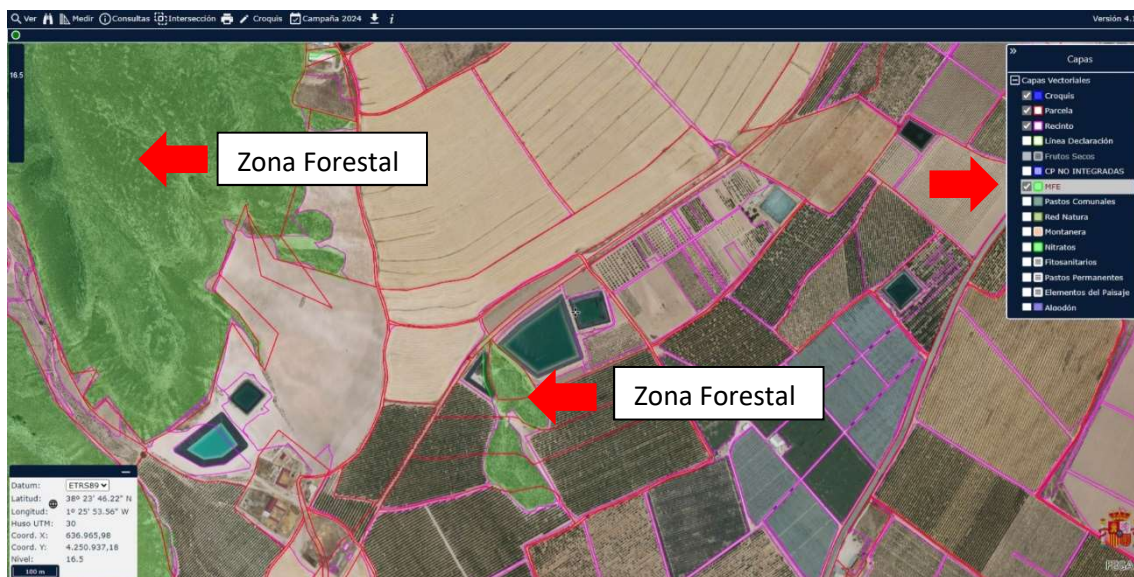 Ver Medir Consultas Intersección Croquis Campaña 2024 i Versión 4.
16.5
» Capas
Capas Vectoriales
Croquis
Parcela
Recinto
Línea Declaración
Frutos Secos
CP NO INTEGRADAS
MFE
Pastos Comunales
Red Natura
Montanera
Nitratos
Fitosanitarios
Pastos Permanentes
Elementos del Paisaje
Algodón
Zona Forestal
Zona Forestal
Datum: ETRS89
Latitud: 38º 23' 46.22" N
Longitud: 1º 25' 53.56" W
Huso UTM: 30
Coord. X: 636.965,98
Coord. Y: 4.250.937,16
Nivel: 16.5
100 m
FEGA